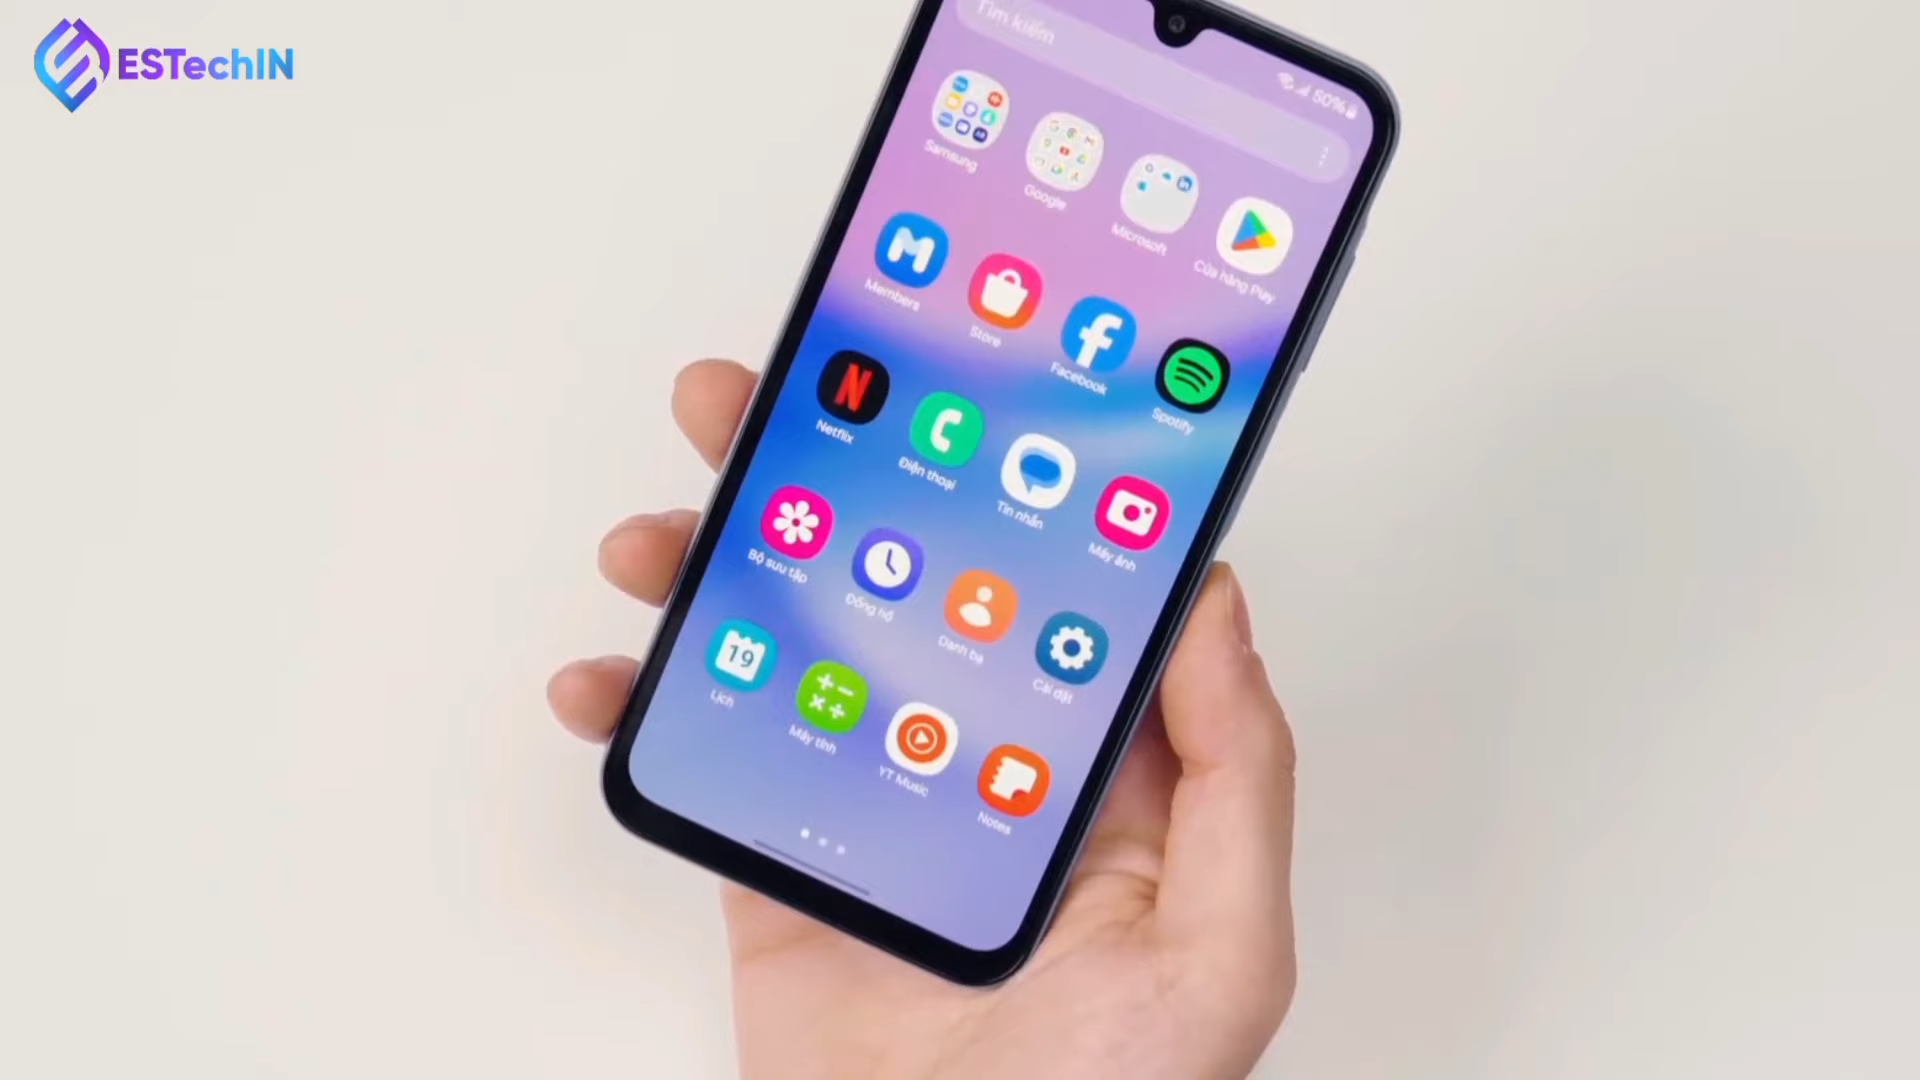 ESTechIN
Tìm kiếm
50%
Samsung
Google
Microsoft
Cửa hàng Play
Members
Store
Facebook
Spotify
Netflix
Điện thoại
Tin nhắn
Máy ảnh
Bộ sưu tập
Đồng hồ
Danh bạ
Cài đặt
19
Lịch
Máy tính
YT Music
Notes